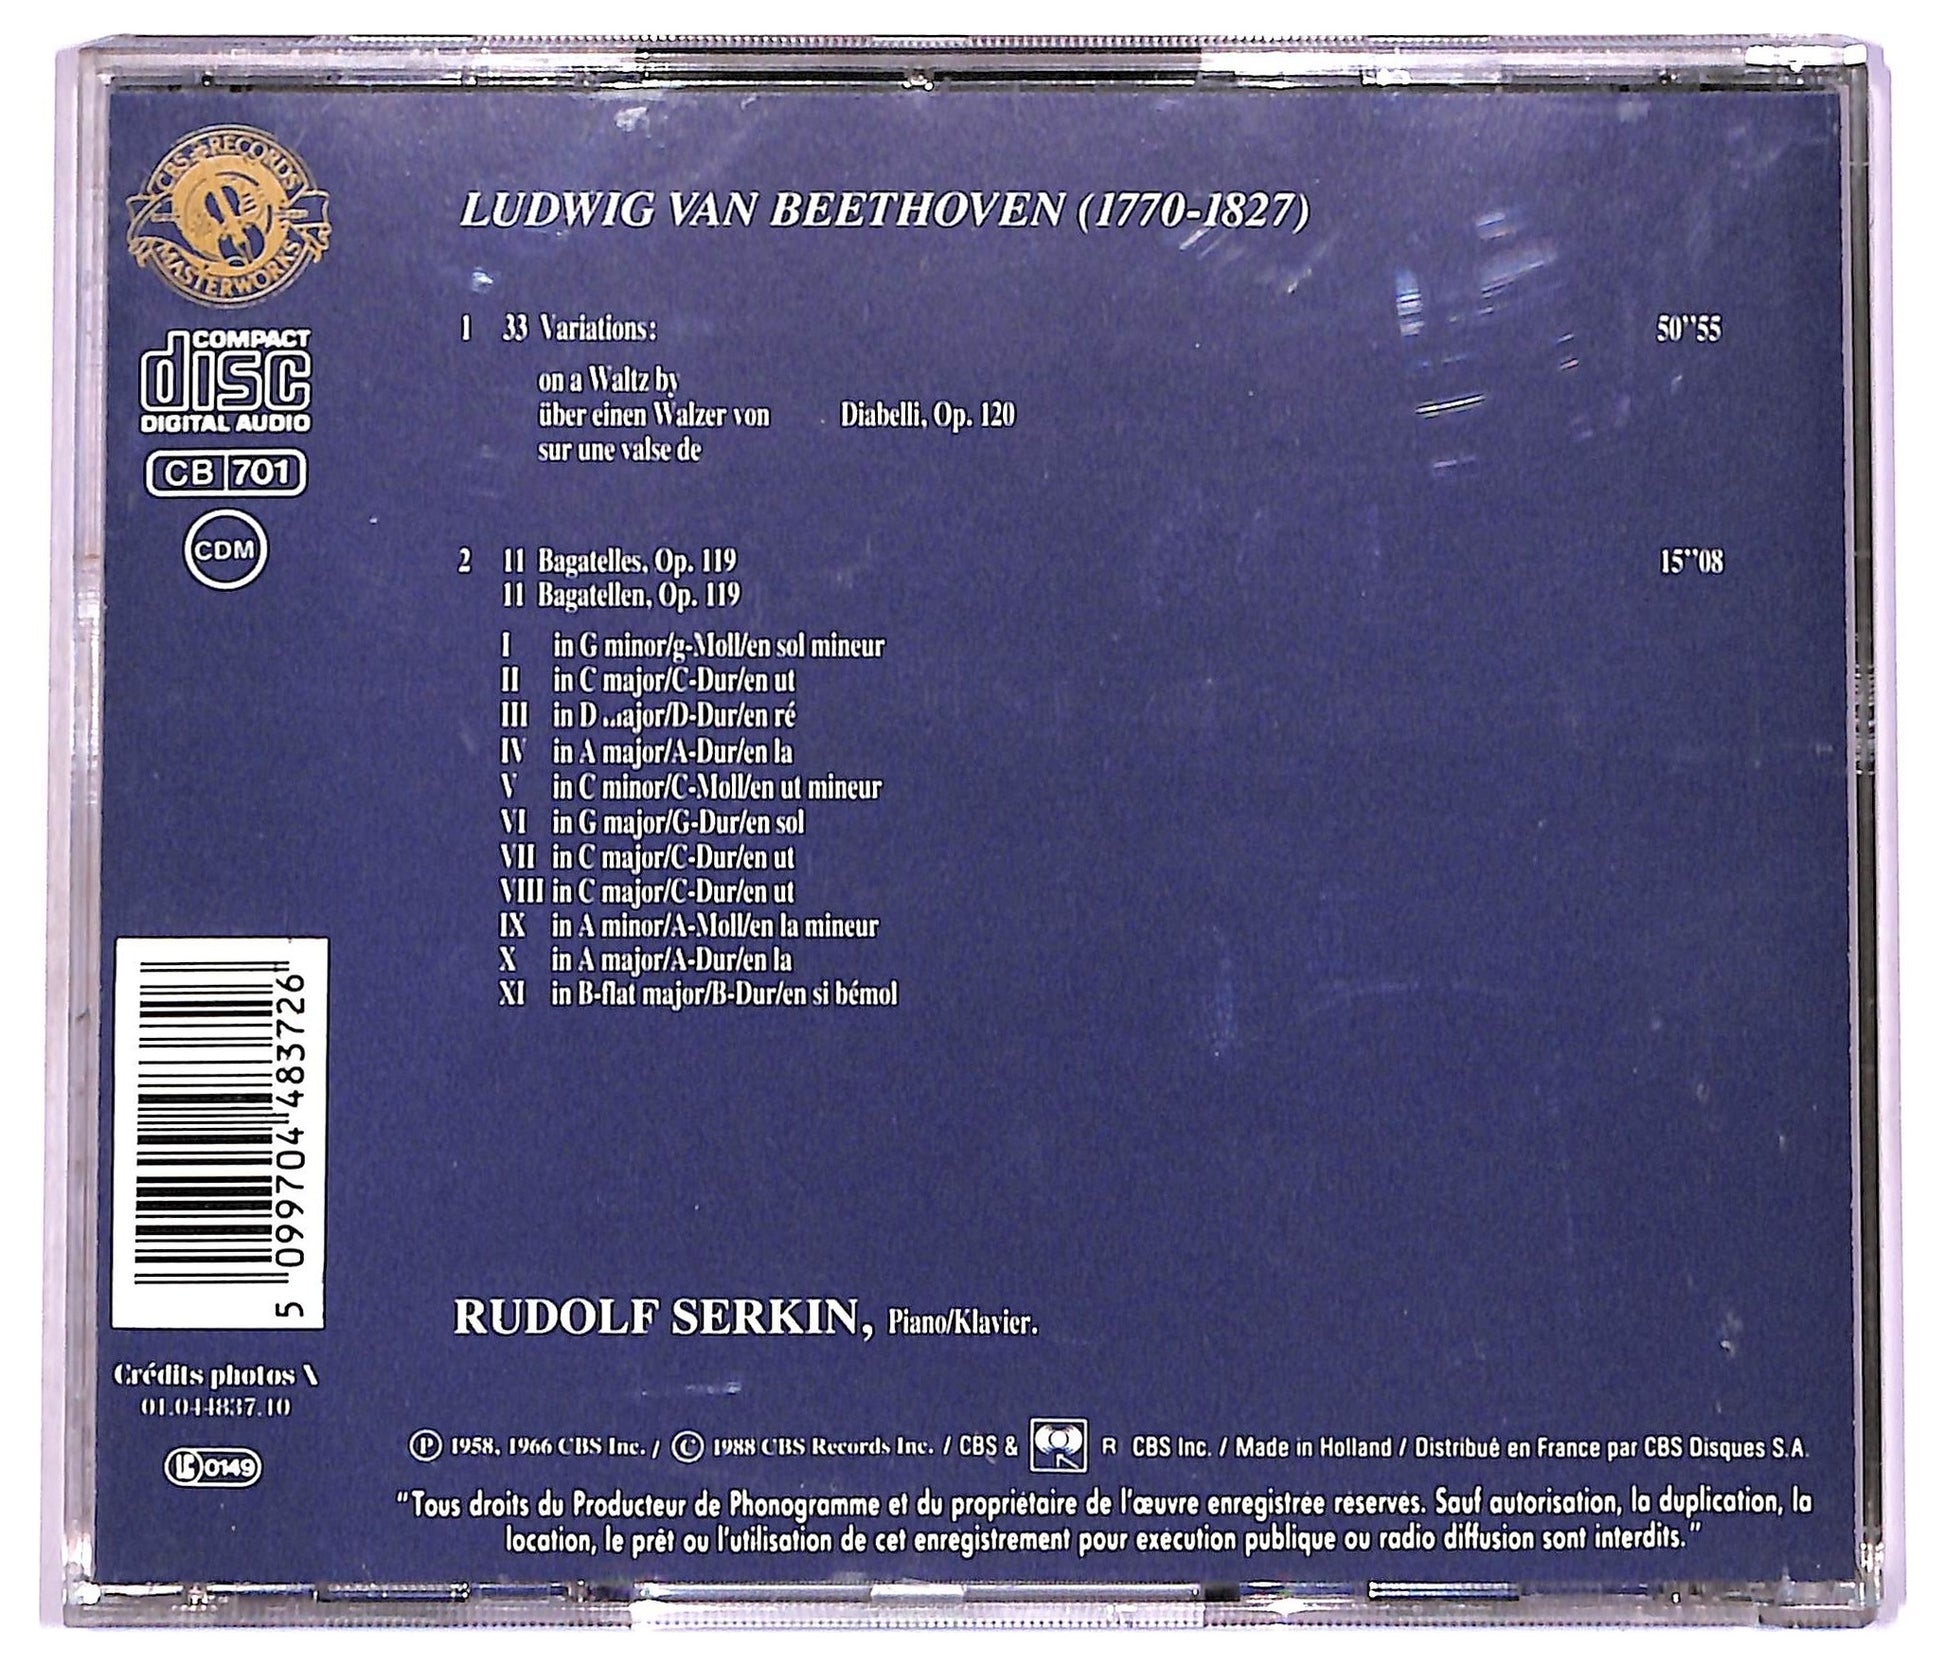 CBS RECORDS
MASTERWORKS
COMPACT
disc
DIGITAL AUDIO
CB 701
CDM
LUDWIG VAN BEETHOVEN (1770-1827)
1 33 Variations: 50''55
on a Waltz by
über einen Walzer von Diabelli, Op. 120
sur une valse de
2 11 Bagatelles, Op. 119 15''08
11 Bagatellen, Op. 119
I in G minor/g-Moll/en sol mineur
II in C major/C-Dur/en ut
III in D major/D-Dur/en ré
IV in A major/A-Dur/en la
V in C minor/C-Moll/en ut mineur
VI in G major/G-Dur/en sol
VII in C major/C-Dur/en ut
VIII in C major/C-Dur/en ut
IX in A minor/A-Moll/en la mineur
X in A major/A-Dur/en la
XI in B-flat major/B-Dur/en si bémol
5 099704 483726
RUDOLF SERKIN, Piano/Klavier.
Crédits photos X
01.044837.10
LC 0149
Ⓟ 1958, 1966 CBS Inc. / © 1988 CBS Records Inc. / CBS & R CBS Inc. / Made in Holland / Distribué en France par CBS Disques S.A.
"Tous droits du Producteur de Phonogramme et du propriétaire de l'œuvre enregistrée réservés. Sauf autorisation, la duplication, la
location, le prêt ou l'utilisation de cet enregistrement pour exécution publique ou radio diffusion sont interdits."